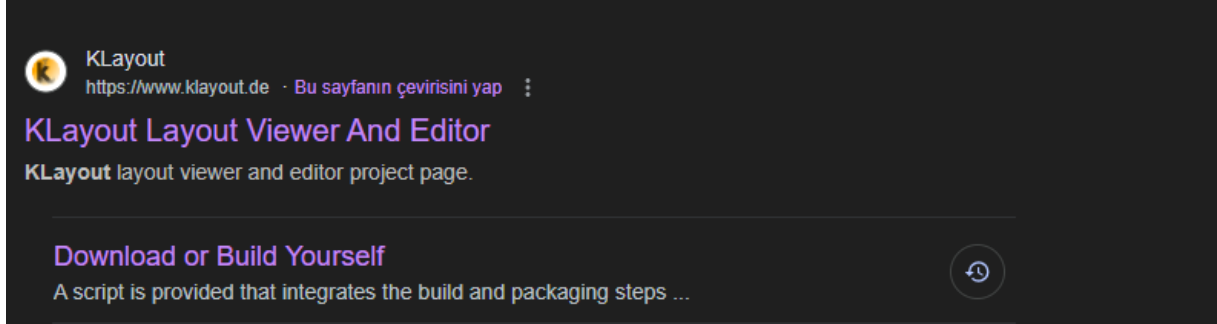 KLayout
https://www.klayout.de · Bu sayfanın çevirisini yap
KLayout Layout Viewer And Editor
KLayout layout viewer and editor project page.
Download or Build Yourself
A script is provided that integrates the build and packaging steps ...